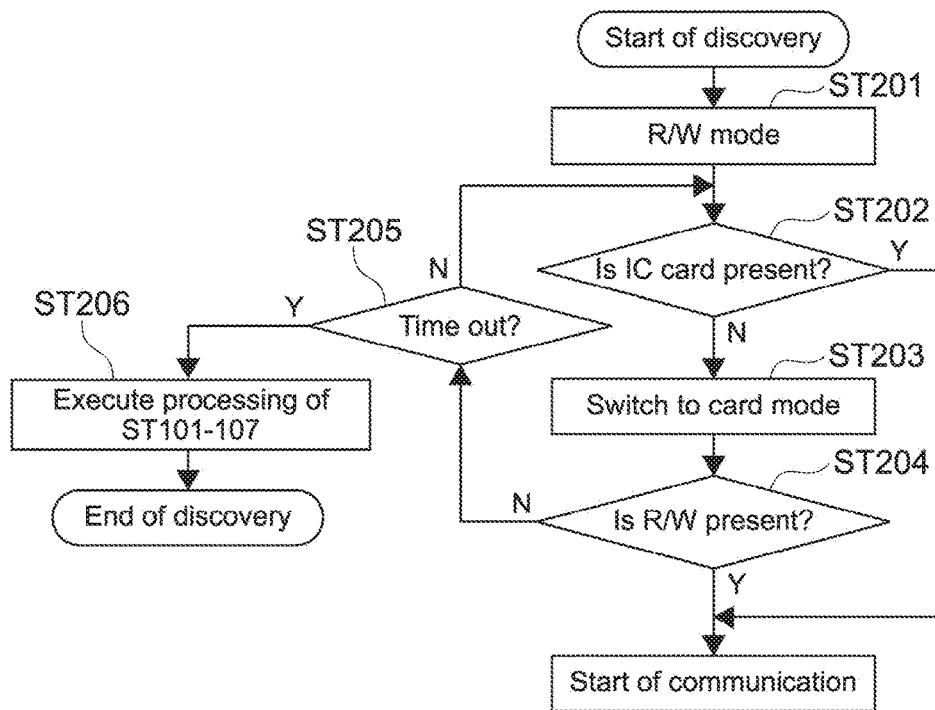 Start of discovery
ST201
R/W mode
ST202
Is IC card present?
Y
N
ST203
Switch to card mode
ST204
Is R/W present?
N
Y
Start of communication
ST205
Time out?
N
Y
ST206
Execute processing of
ST101-107
End of discovery